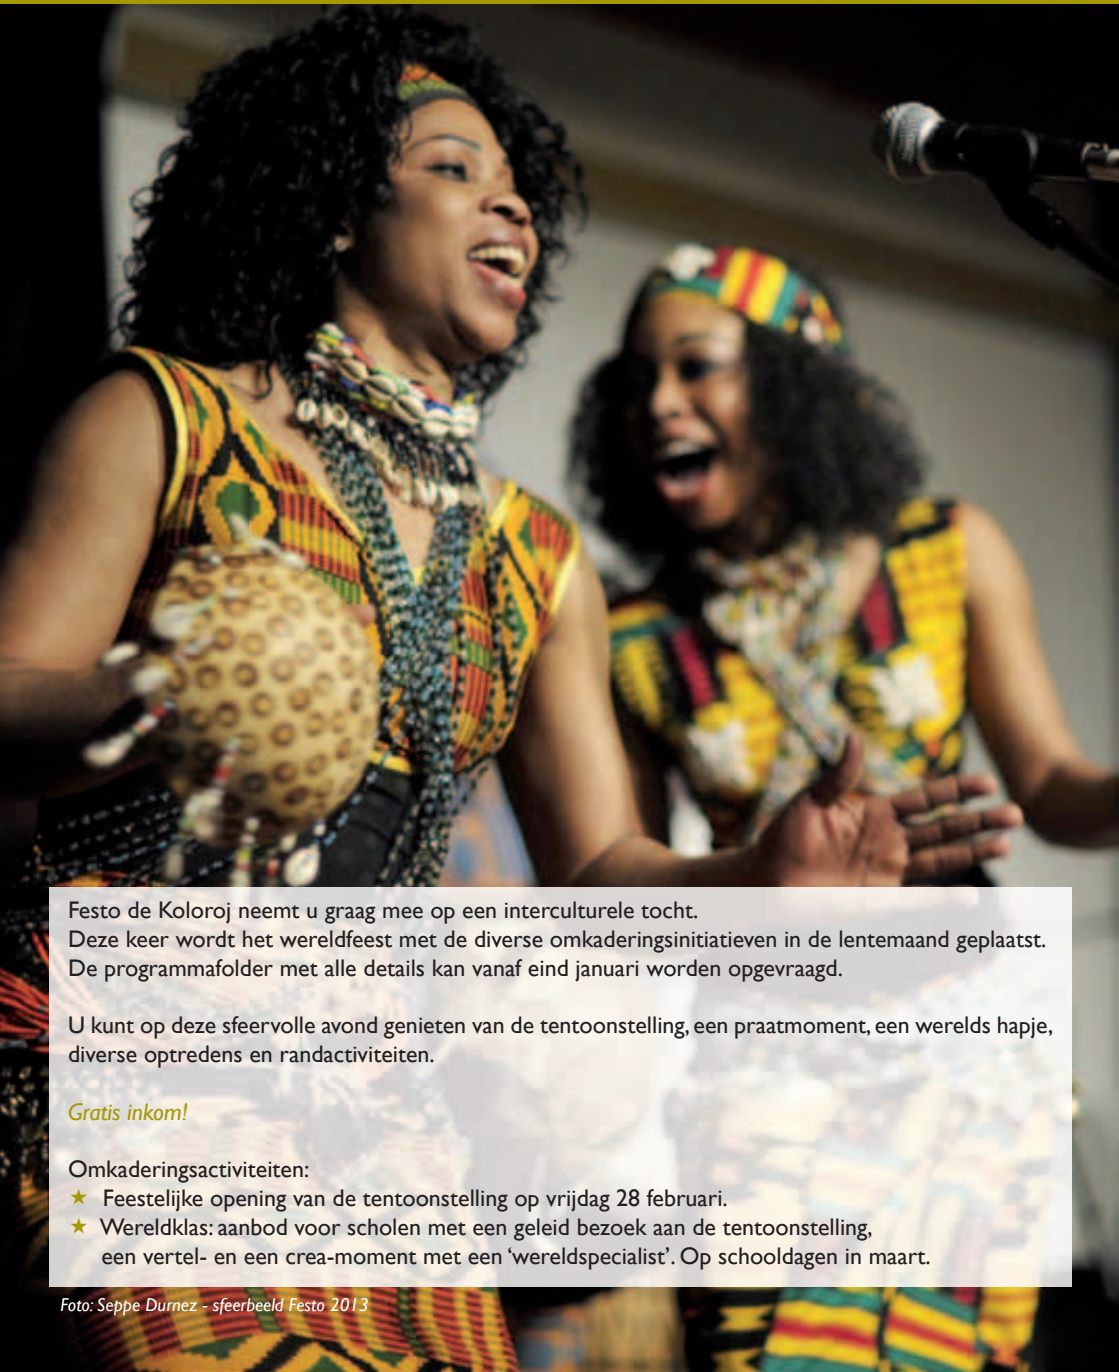 Festo de Koloroj neemt u graag mee op een interculturele tocht.
Deze keer wordt het wereldfeest met de diverse omkaderingsinitiatieven in de lentemaand geplaatst.
De programmafolder met alle details kan vanaf eind januari worden opgevraagd.
U kunt op deze sfeervolle avond genieten van de tentoonstelling, een praatmoment, een werelds hapje,
diverse optredens en randactiviteiten.
Gratis inkom!
Omkaderingsactiviteiten:
★ Feestelijke opening van de tentoonstelling op vrijdag 28 februari.
★ Wereldklas: aanbod voor scholen met een geleid bezoek aan de tentoonstelling,
een vertel- en een crea-moment met een ‘wereldspecialist’. Op schooldagen in maart.
Foto: Seppe Durnez - sfeerbeeld Festo 2013